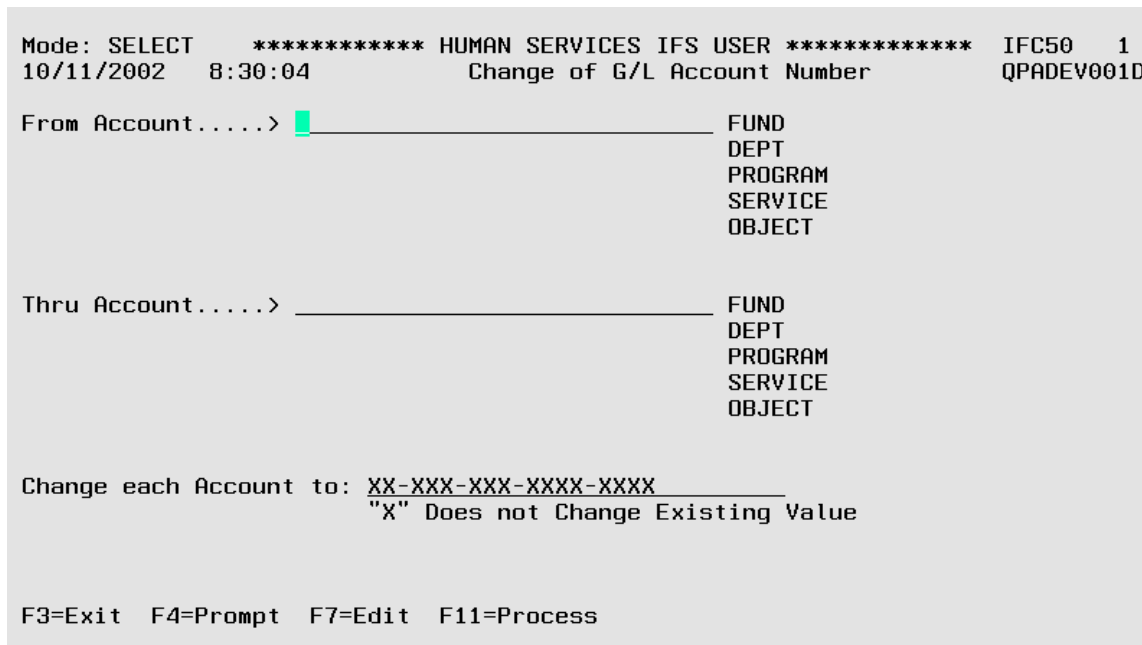 Mode: SELECT ************ HUMAN SERVICES IFS USER ************* IFC50 1
10/11/2002 8:30:04 Change of G/L Account Number QPADEV001D
From Account.....> FUND
DEPT
PROGRAM
SERVICE
OBJECT
Thru Account.....> FUND
DEPT
PROGRAM
SERVICE
OBJECT
Change each Account to: XX-XXX-XXX-XXXX-XXXX
"X" Does not Change Existing Value
F3=Exit F4=Prompt F7=Edit F11=Process